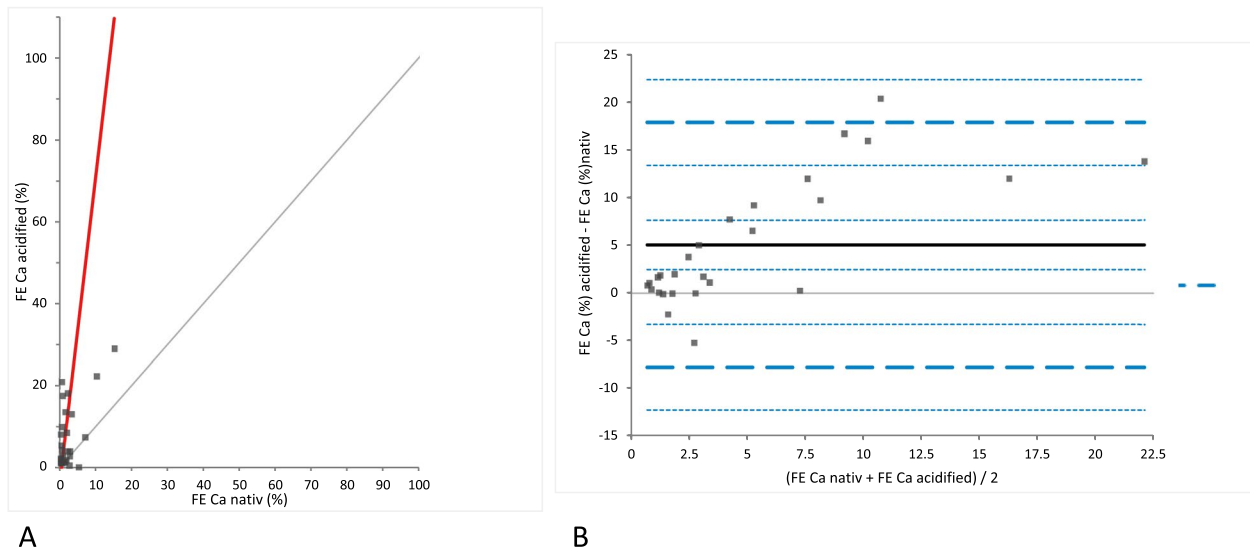 100
80
60
40
20
0
FE Ca acidified (%)
0 10 20 30 40 50 60 70 80 90 100
FE Ca nativ (%)
A
25
20
15
10
5
0
-5
-10
-15
FE Ca (%) acidified - FE Ca (%)nativ
0 2.5 5 7.5 10 12.5 15 17.5 20 22.5
(FE Ca nativ + FE Ca acidified) / 2
B